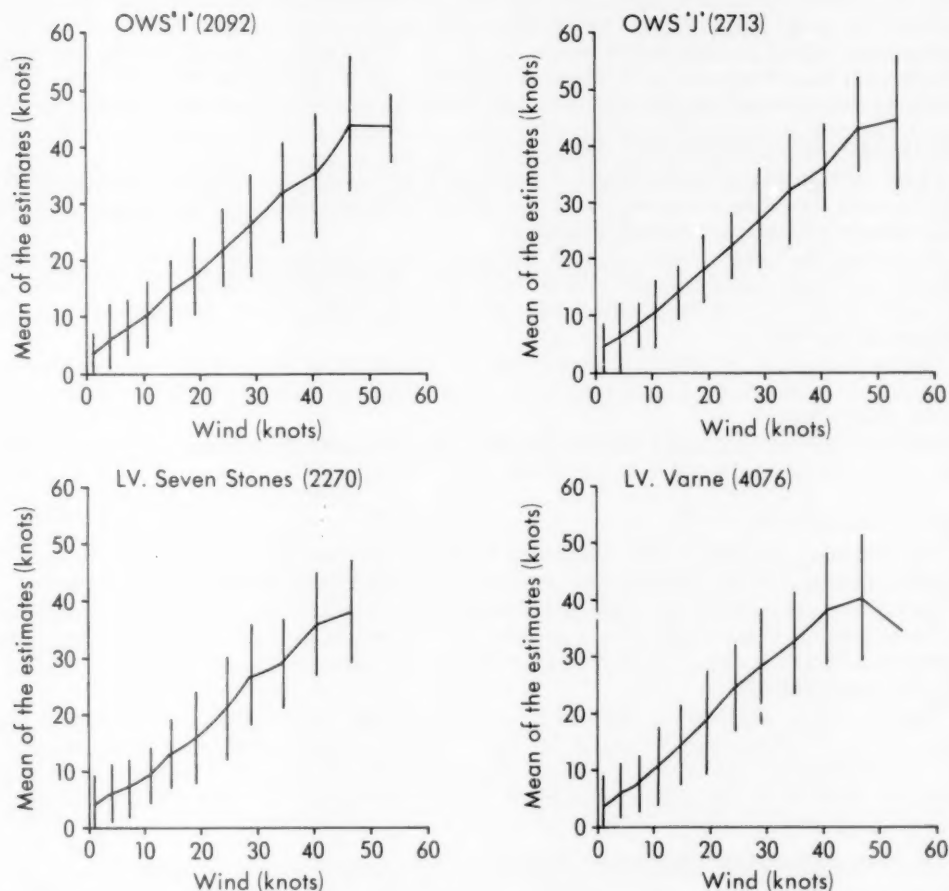 OWS"I"(2092)
60
50
40
30
20
10
0
Mean of the estimates (knots)
0 10 20 30 40 50 60
Wind (knots)
OWS 'J' (2713)
60
50
40
30
20
10
0
Mean of the estimates (knots)
0 10 20 30 40 50 60
Wind (knots)
LV. Seven Stones (2270)
60
50
40
30
20
10
0
Mean of the estimates (knots)
0 10 20 30 40 50 60
Wind (knots)
LV. Varne (4076)
60
50
40
30
20
10
0
Mean of the estimates (knots)
0 10 20 30 40 50 60
Wind (knots)